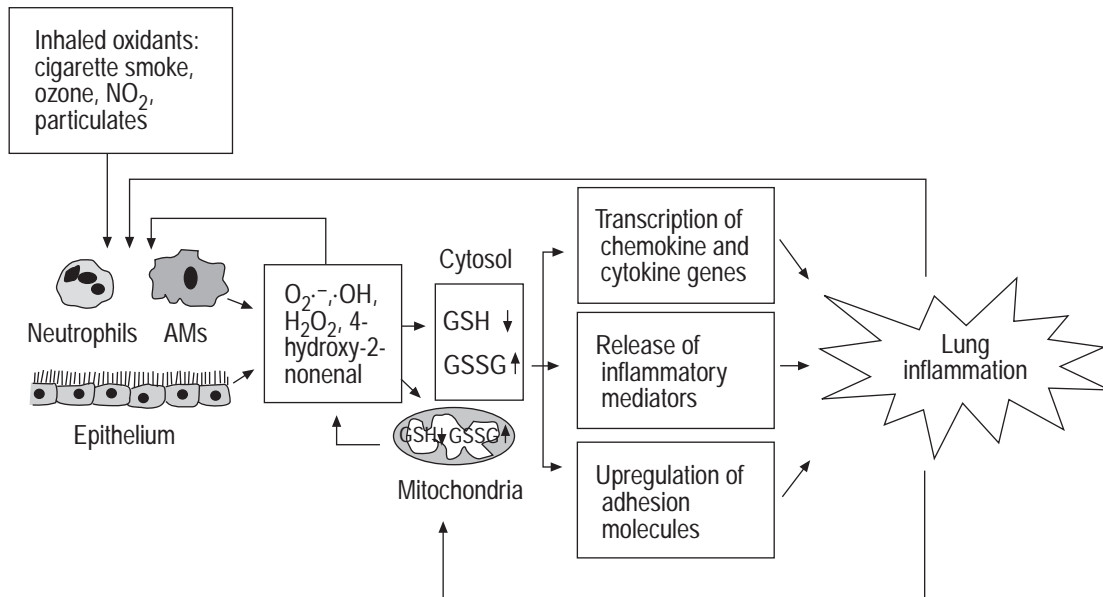 Inhaled oxidants:
cigarette smoke,
ozone, NO₂,
particulates
Neutrophils
AMs
Epithelium
O₂·⁻,·OH,
H₂O₂, 4-
hydroxy-2-
nonenal
Cytosol
GSH ↓
GSSG ↑
GSH↓ GSSG↑
Mitochondria
Transcription of
chemokine and
cytokine genes
Release of
inflammatory
mediators
Upregulation of
adhesion
molecules
Lung
inflammation